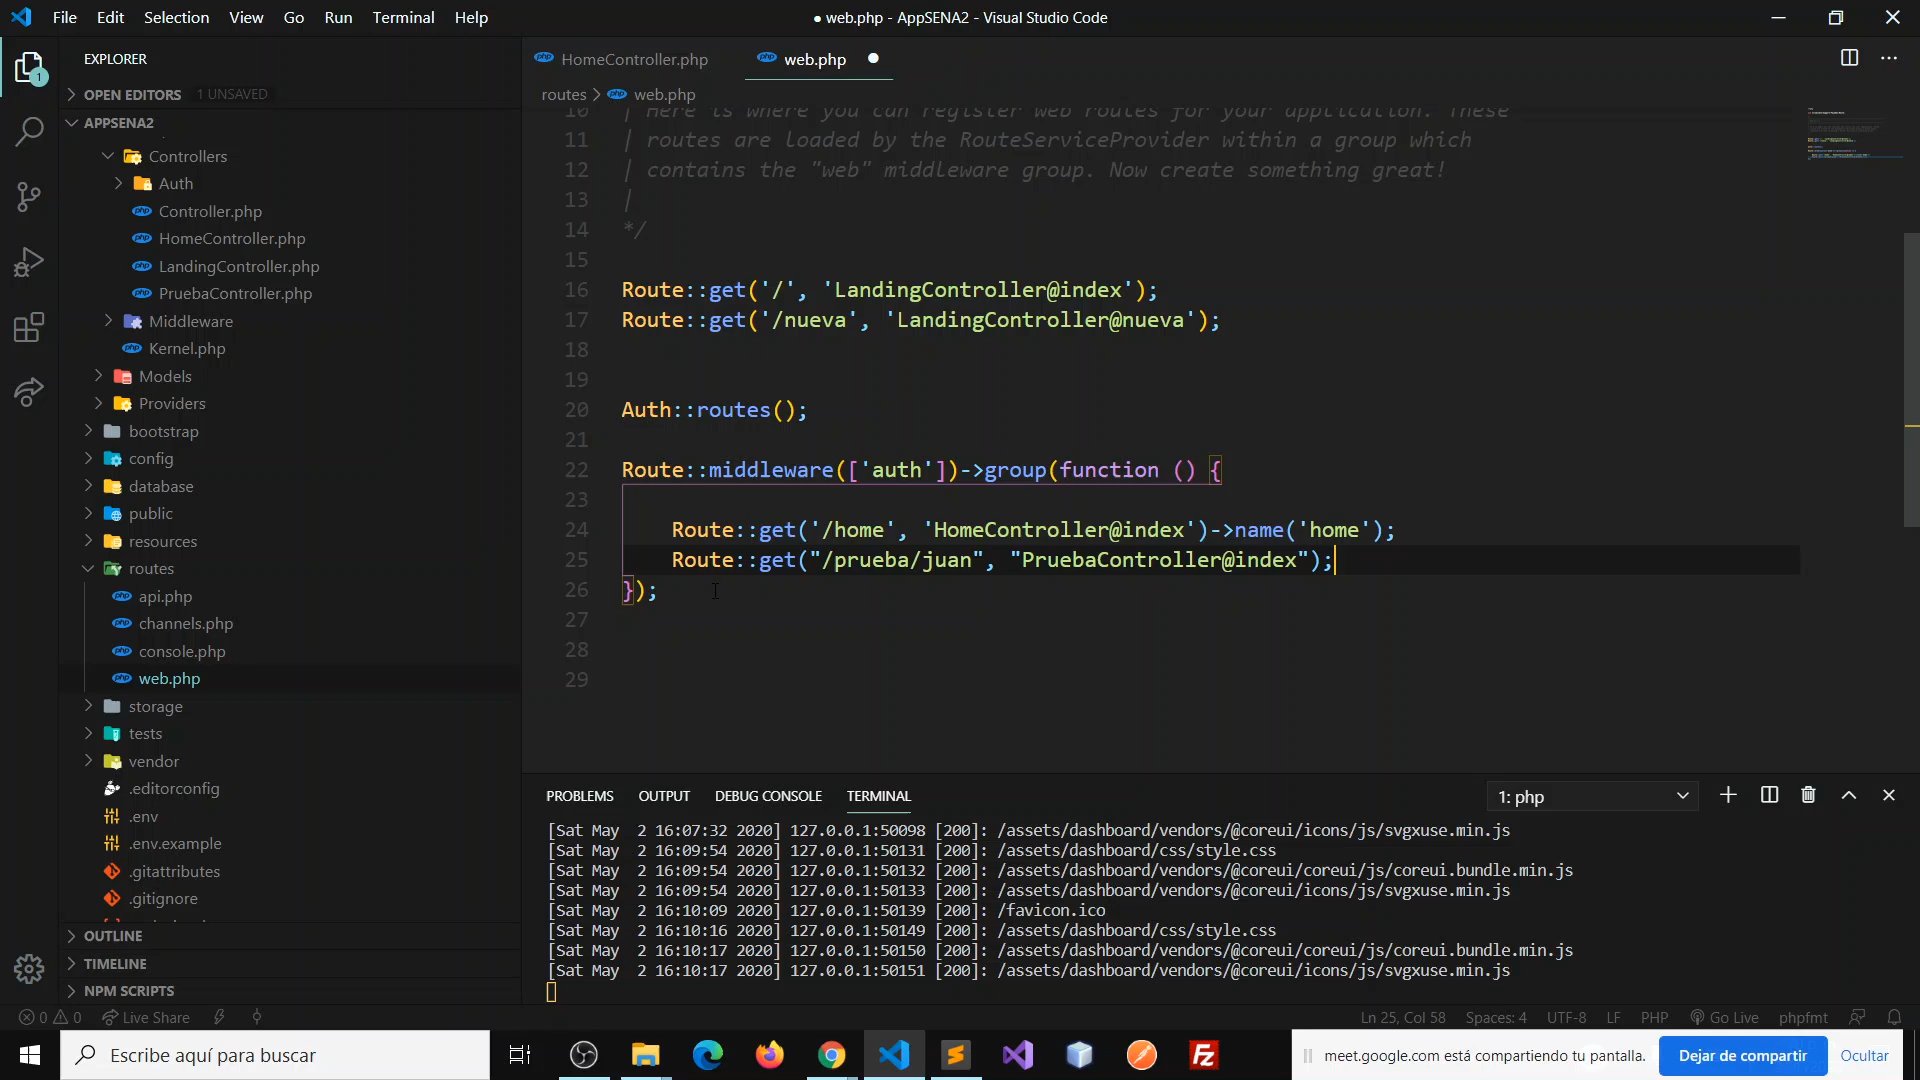 File Edit Selection View Go Run Terminal Help
● web.php - AppSENA2 - Visual Studio Code
EXPLORER
OPEN EDITORS 1 UNSAVED
APPSENA2
Controllers
Auth
Controller.php
HomeController.php
LandingController.php
PruebaController.php
Middleware
Kernel.php
Models
Providers
bootstrap
config
database
public
resources
routes
api.php
channels.php
console.php
web.php
storage
tests
vendor
.editorconfig
.env
.env.example
.gitattributes
.gitignore
OUTLINE
TIMELINE
NPM SCRIPTS
1
HomeController.php
web.php
routes > web.php
10 | Here is where you can register web routes for your application. These
11 | routes are loaded by the RouteServiceProvider within a group which
12 | contains the "web" middleware group. Now create something great!
13 |
14 */
15
16 Route::get('/', 'LandingController@index');
17 Route::get('/nueva', 'LandingController@nueva');
18
19
20 Auth::routes();
21
22 Route::middleware(['auth'])->group(function () {
23
24 Route::get('/home', 'HomeController@index')->name('home');
25 Route::get("/prueba/juan", "PruebaController@index");
26 });
27
28
29
PROBLEMS OUTPUT DEBUG CONSOLE TERMINAL
1: php
[Sat May  2 16:07:32 2020] 127.0.0.1:50098 [200]: /assets/dashboard/vendors/@coreui/icons/js/svgxuse.min.js
[Sat May  2 16:09:54 2020] 127.0.0.1:50131 [200]: /assets/dashboard/css/style.css
[Sat May  2 16:09:54 2020] 127.0.0.1:50132 [200]: /assets/dashboard/vendors/@coreui/coreui/js/coreui.bundle.min.js
[Sat May  2 16:09:54 2020] 127.0.0.1:50133 [200]: /assets/dashboard/vendors/@coreui/icons/js/svgxuse.min.js
[Sat May  2 16:10:09 2020] 127.0.0.1:50139 [200]: /favicon.ico
[Sat May  2 16:10:16 2020] 127.0.0.1:50149 [200]: /assets/dashboard/css/style.css
[Sat May  2 16:10:17 2020] 127.0.0.1:50150 [200]: /assets/dashboard/vendors/@coreui/coreui/js/coreui.bundle.min.js
[Sat May  2 16:10:17 2020] 127.0.0.1:50151 [200]: /assets/dashboard/vendors/@coreui/icons/js/svgxuse.min.js
0 0 Live Share
Ln 25, Col 58 Spaces: 4 UTF-8 LF PHP Go Live phpfmt
Escribe aquí para buscar
Fz
meet.google.com está compartiendo tu pantalla. Dejar de compartir Ocultar